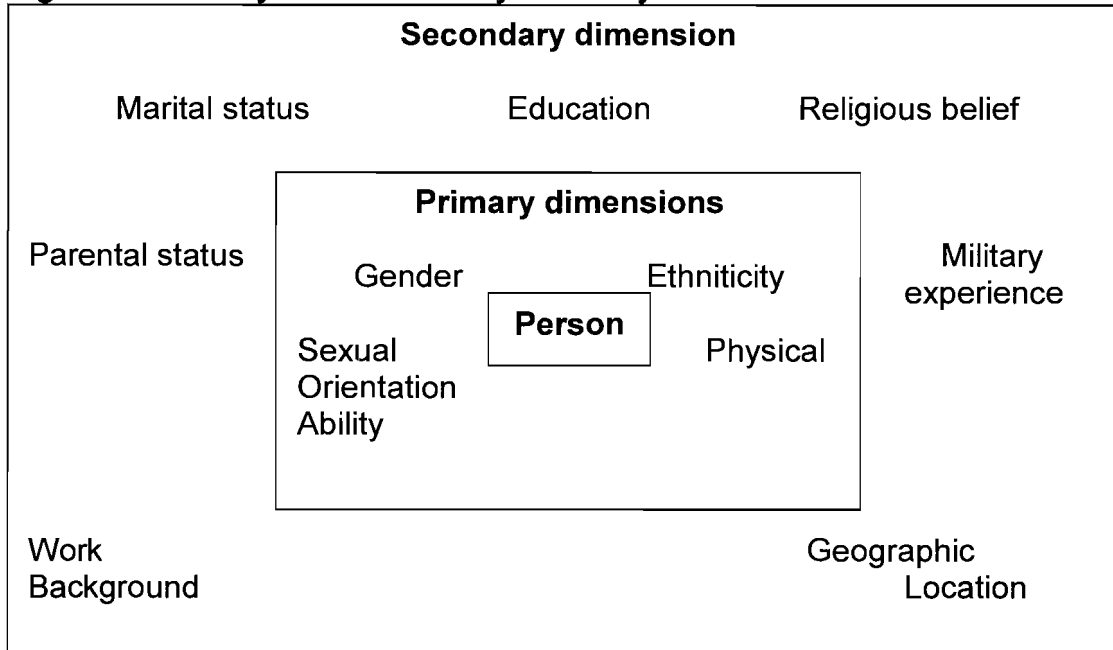 Secondary dimension
Marital status Education Religious belief
Primary dimensions
Parental status
Gender Ethniticity
Military
experience
Person
Sexual
Orientation
Ability
Physical
Work
Background
Geographic
Location